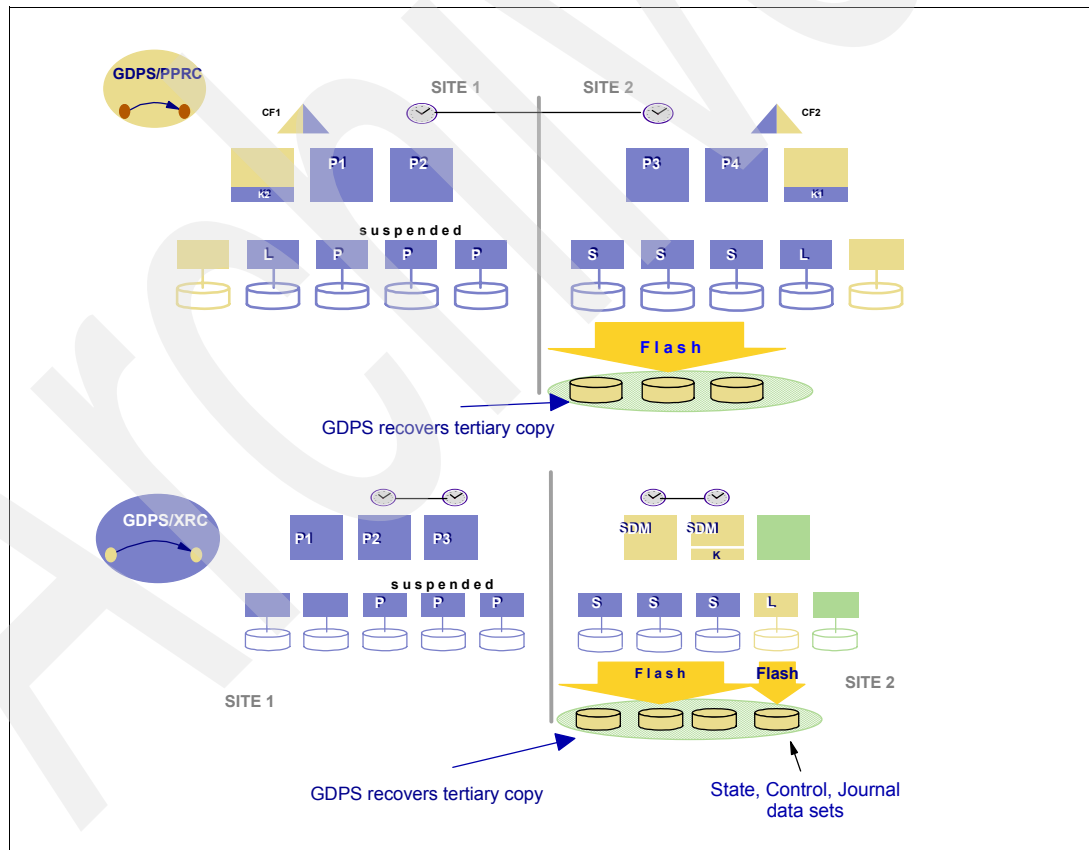 GDPS/PPRC
SITE 1
SITE 2
CF1
CF2
P1
P2
P3
P4
K2
K1
suspended
L
P
P
P
S
S
S
L
Flash
GDPS recovers tertiary copy
GDPS/XRC
P1
P2
P3
SDM
SDM
K
suspended
P
P
P
S
S
S
L
Flash
Flash
SITE 1
SITE 2
GDPS recovers tertiary copy
State, Control, Journal
data sets
Archive